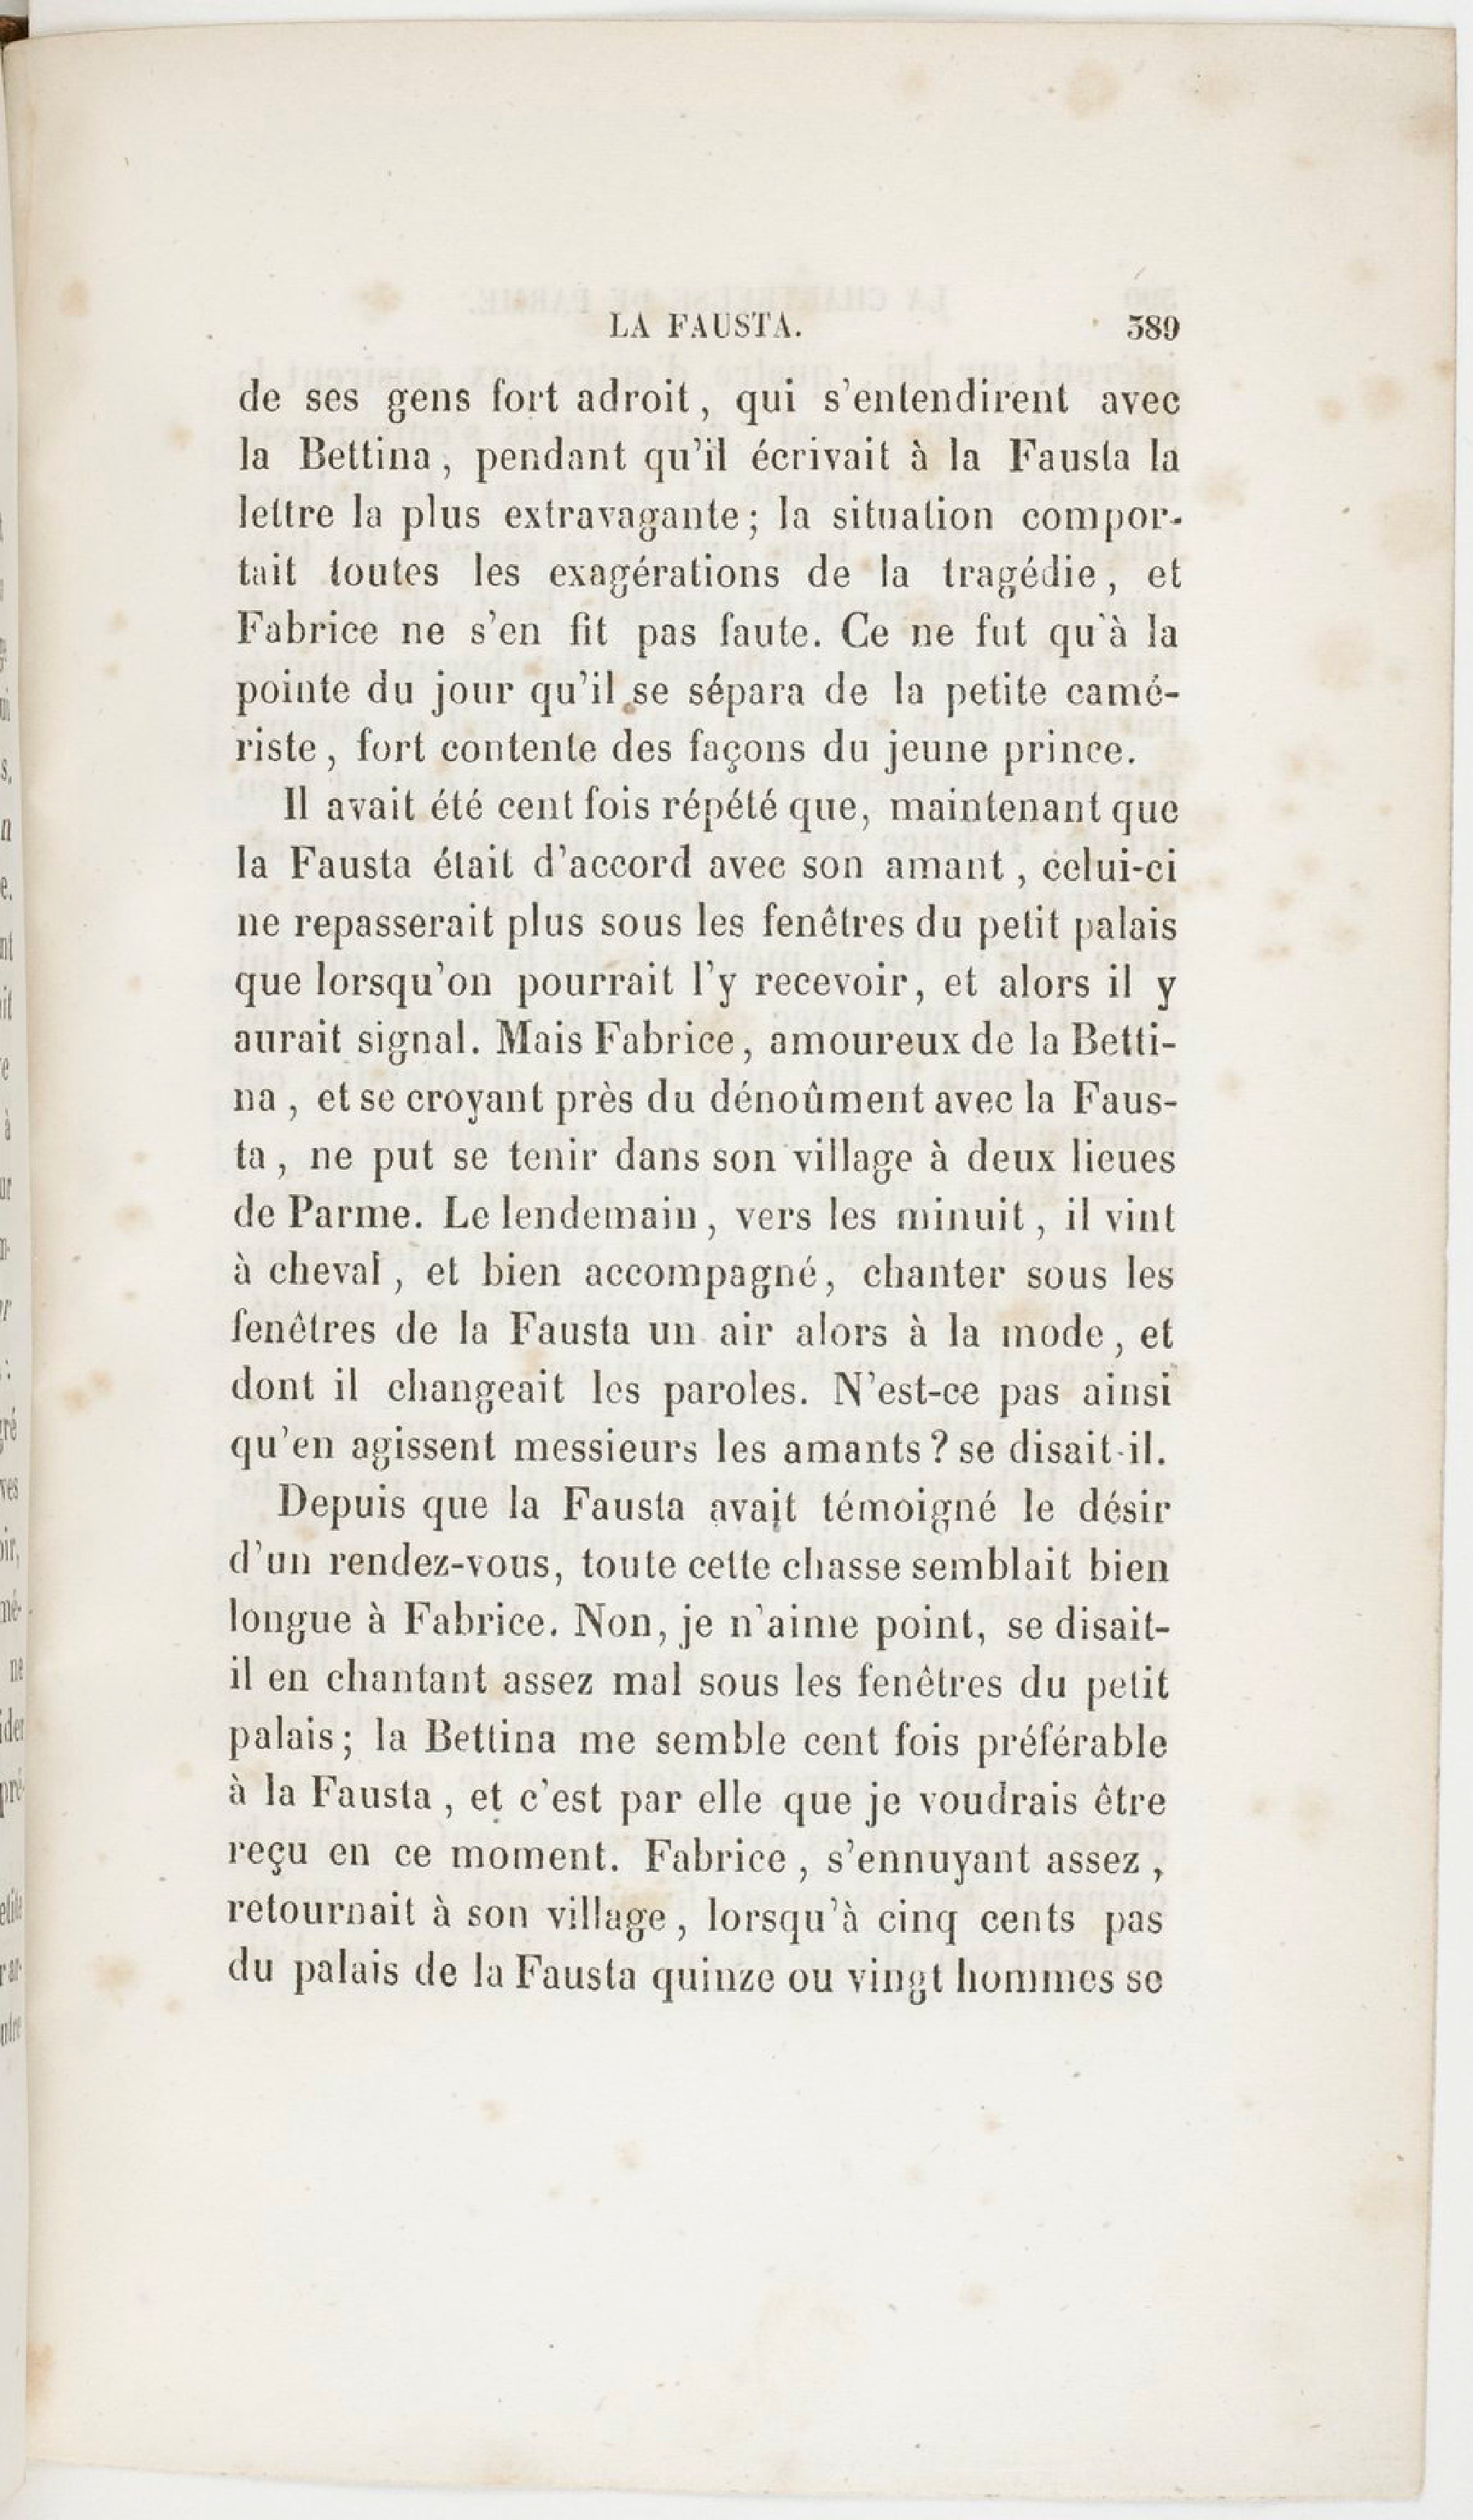 LA FAUSTA. 389
de ses gens fort adroit, qui s'entendirent avec
la Bettina, pendant qu'il écrivait à la Fausta la
lettre la plus extravagante; la situation compor-
tait toutes les exagérations de la tragédie, et
Fabrice ne s'en fit pas faute. Ce ne fut qu'à la
pointe du jour qu'il se sépara de la petite camé-
riste, fort contente des façons du jeune prince.
Il avait été cent fois répété que, maintenant que
la Fausta était d'accord avec son amant, celui-ci
ne repasserait plus sous les fenêtres du petit palais
que lorsqu'on pourrait l'y recevoir, et alors il y
aurait signal. Mais Fabrice, amoureux de la Betti-
na, et se croyant près du dénoûment avec la Faus-
ta, ne put se tenir dans son village à deux lieues
de Parme. Le lendemain, vers les minuit, il vint
à cheval, et bien accompagné, chanter sous les
fenêtres de la Fausta un air alors à la mode, et
dont il changeait les paroles. N'est-ce pas ainsi
qu'en agissent messieurs les amants? se disait-il.
Depuis que la Fausta avait témoigné le désir
d'un rendez-vous, toute cette chasse semblait bien
longue à Fabrice. Non, je n'aime point, se disait-
il en chantant assez mal sous les fenêtres du petit
palais; la Bettina me semble cent fois préférable
à la Fausta, et c'est par elle que je voudrais être
reçu en ce moment. Fabrice, s'ennuyant assez,
retournait à son village, lorsqu'à cinq cents pas
du palais de la Fausta quinze ou vingt hommes se